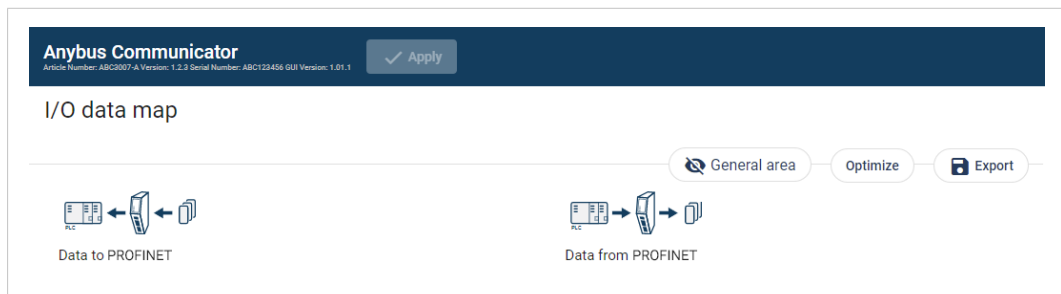 Anybus Communicator
Article Number: ABC3007-A Version: 1.2.3 Serial Number: ABC123456 GUI Version: 1.01.1
Apply
I/O data map
General area
Optimize
Export
PLC
PLC
Data to PROFINET
Data from PROFINET